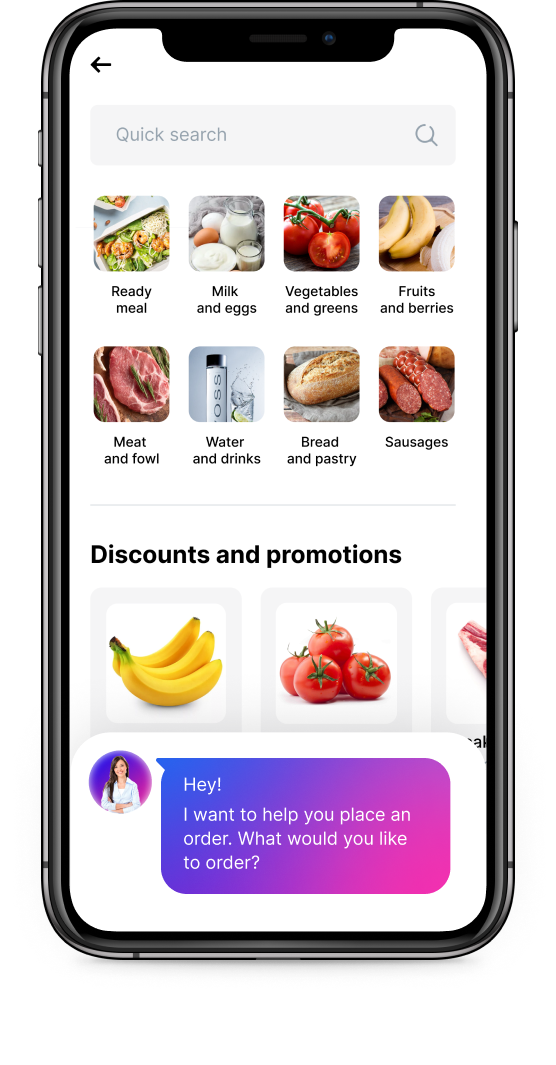 Quick search
Ready
meal
Milk
and eggs
Vegetables
and greens
Fruits
and berries
Meat
and fowl
VOSS
Water
and drinks
Bread
and pastry
Sausages
Discounts and promotions
Hey!
I want to help you place an
order. What would you like
to order?